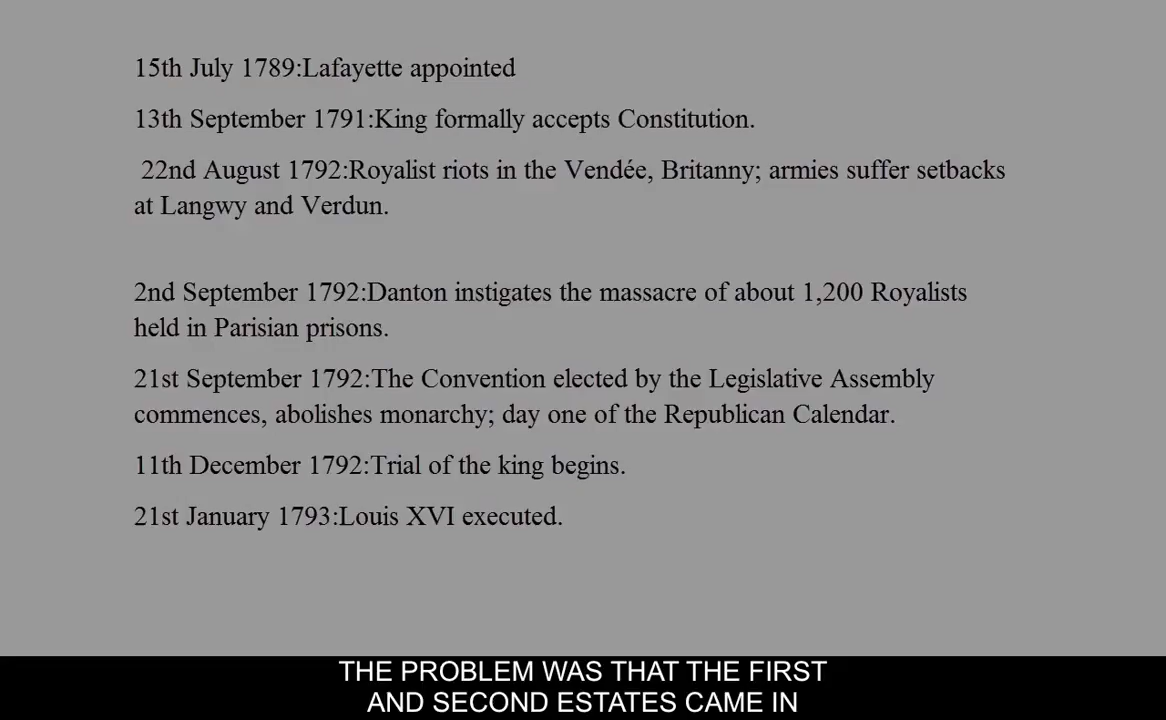 15th July 1789:Lafayette appointed
13th September 1791:King formally accepts Constitution.
22nd August 1792:Royalist riots in the Vendée, Britanny; armies suffer setbacks
at Langwy and Verdun.
2nd September 1792:Danton instigates the massacre of about 1,200 Royalists
held in Parisian prisons.
21st September 1792:The Convention elected by the Legislative Assembly
commences, abolishes monarchy; day one of the Republican Calendar.
11th December 1792:Trial of the king begins.
21st January 1793:Louis XVI executed.
THE PROBLEM WAS THAT THE FIRST
AND SECOND ESTATES CAME IN